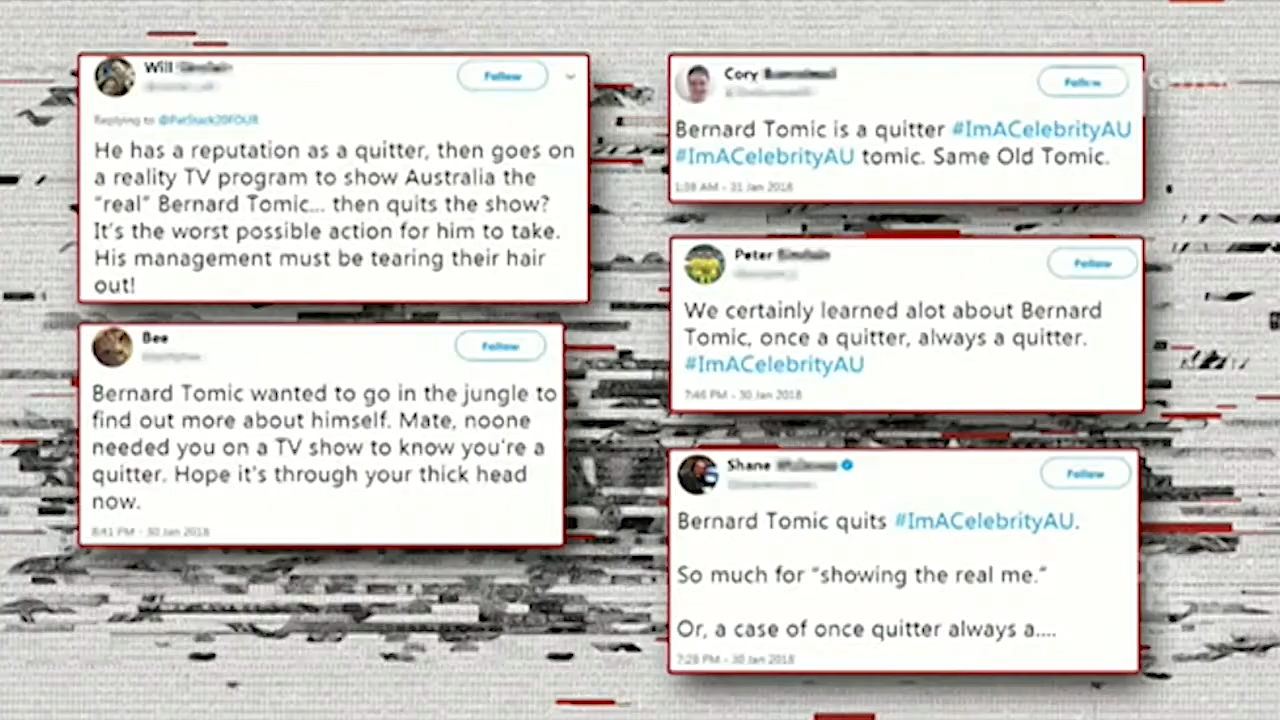 Will
Follow
Replying to @PatStack20FOUR
He has a reputation as a quitter, then goes on
a reality TV program to show Australia the
"real" Bernard Tomic... then quits the show?
It's the worst possible action for him to take.
His management must be tearing their hair
out!
Bee
Follow
Bernard Tomic wanted to go in the jungle to
find out more about himself. Mate, noone
needed you on a TV show to know you're a
quitter. Hope it's through your thick head
now.
8:41 PM - 30 Jan 2018
Cory
Follow
Bernard Tomic is a quitter #ImACelebrityAU
#ImACelebrityAU tomic. Same Old Tomic.
1:38 AM - 31 Jan 2018
Peter
Follow
We certainly learned alot about Bernard
Tomic, once a quitter, always a quitter.
#ImACelebrityAU
7:46 PM - 30 Jan 2018
Shane
Follow
Bernard Tomic quits #ImACelebrityAU.
So much for "showing the real me."
Or, a case of once quitter always a....
7:28 PM - 30 Jan 2018